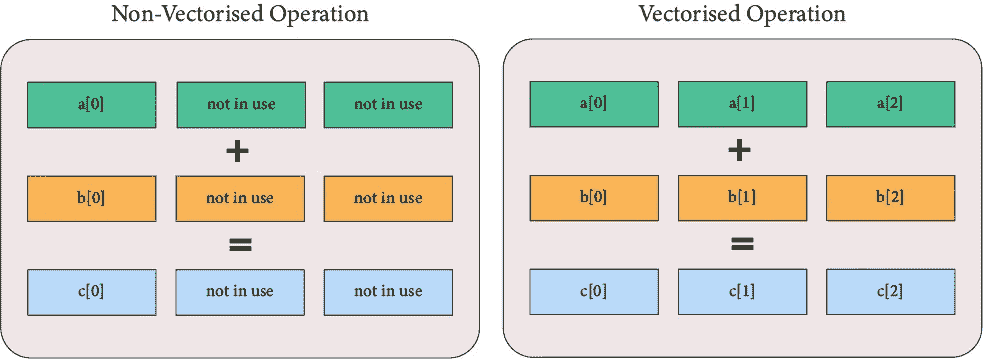 Non-Vectorised Operation
a[0] not in use not in use
+
b[0] not in use not in use
=
c[0] not in use not in use
Vectorised Operation
a[0] a[1] a[2]
+
b[0] b[1] b[2]
=
c[0] c[1] c[2]